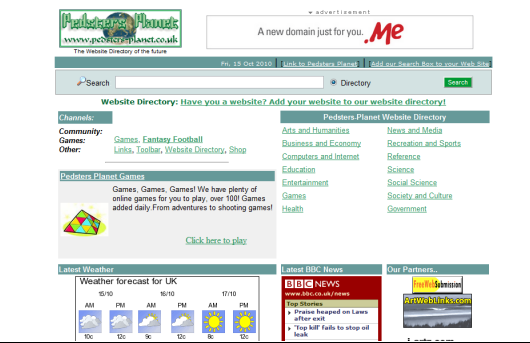 Pedsters Planet
www.pedsters-planet.co.uk
The Website Directory of the future
advertisement
A new domain just for you. .Me
Fri, 15 Oct 2010 | Link to Pedsters Planet | Add our Search Box to your Web Site
Search Directory Search
Website Directory: Have you a website? Add your website to our website directory!
Channels:
Community:
Games: Games, Fantasy Football
Other: Links, Toolbar, Website Directory, Shop
Pedsters-Planet Website Directory
Arts and Humanities News and Media
Business and Economy Recreation and Sports
Computers and Internet Reference
Education Science
Entertainment Social Science
Games Society and Culture
Health Government
Pedsters Planet Games
Games, Games, Games! We have plenty of
online games for you to play, over 100! Games
added daily.From adventures to shooting games!
Click here to play
Latest Weather
Weather forecast for UK
15/10 16/10 17/10
AM PM AM PM AM PM
10c 12c 9c 12c 8c 12c
Latest BBC News
BBC NEWS
www.bbc.co.uk/news
Top Stories
Praise heaped on Laws
after exit
'Top kill' fails to stop oil
leak
Our Partners..
FreeWebSubmission
ArtWebLinks.com